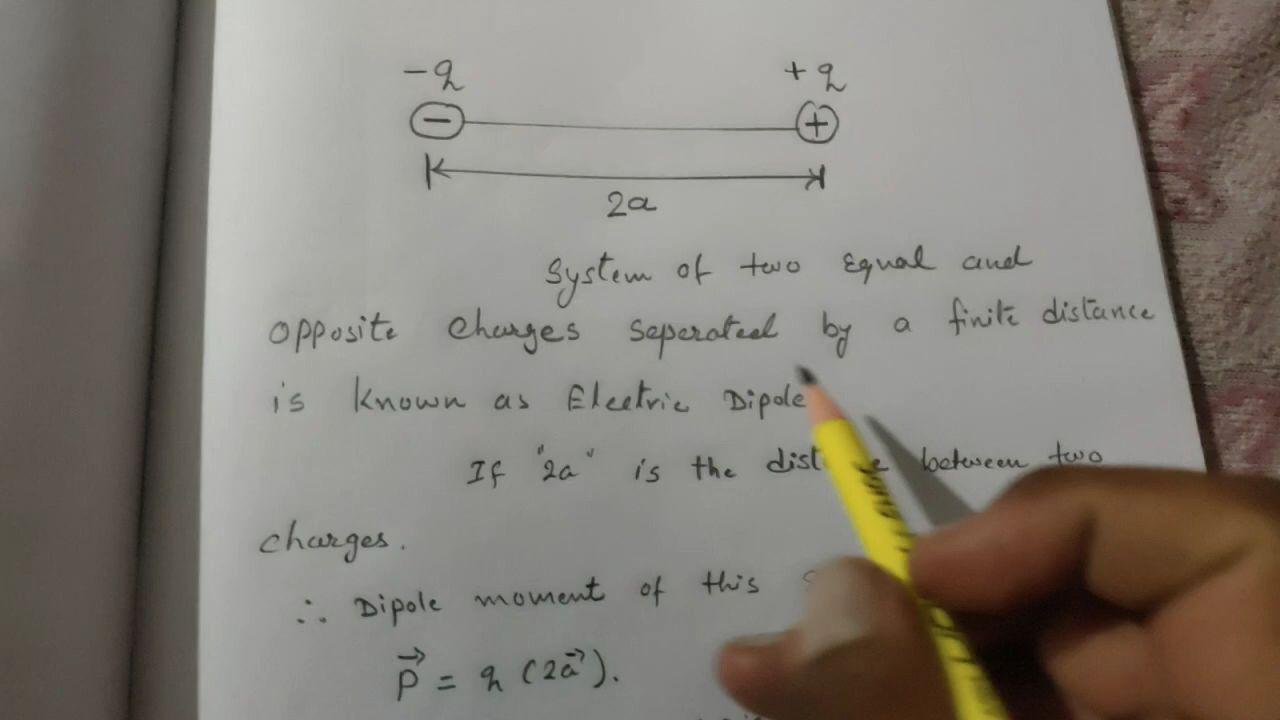 -q +q
2a
System of two Equal and
opposite charges seperated by a finite distance
is known as Electric Dipole
If "2a" is the between two
charges.
∴ Dipole moment of this
P⃗ = q (2a⃗).